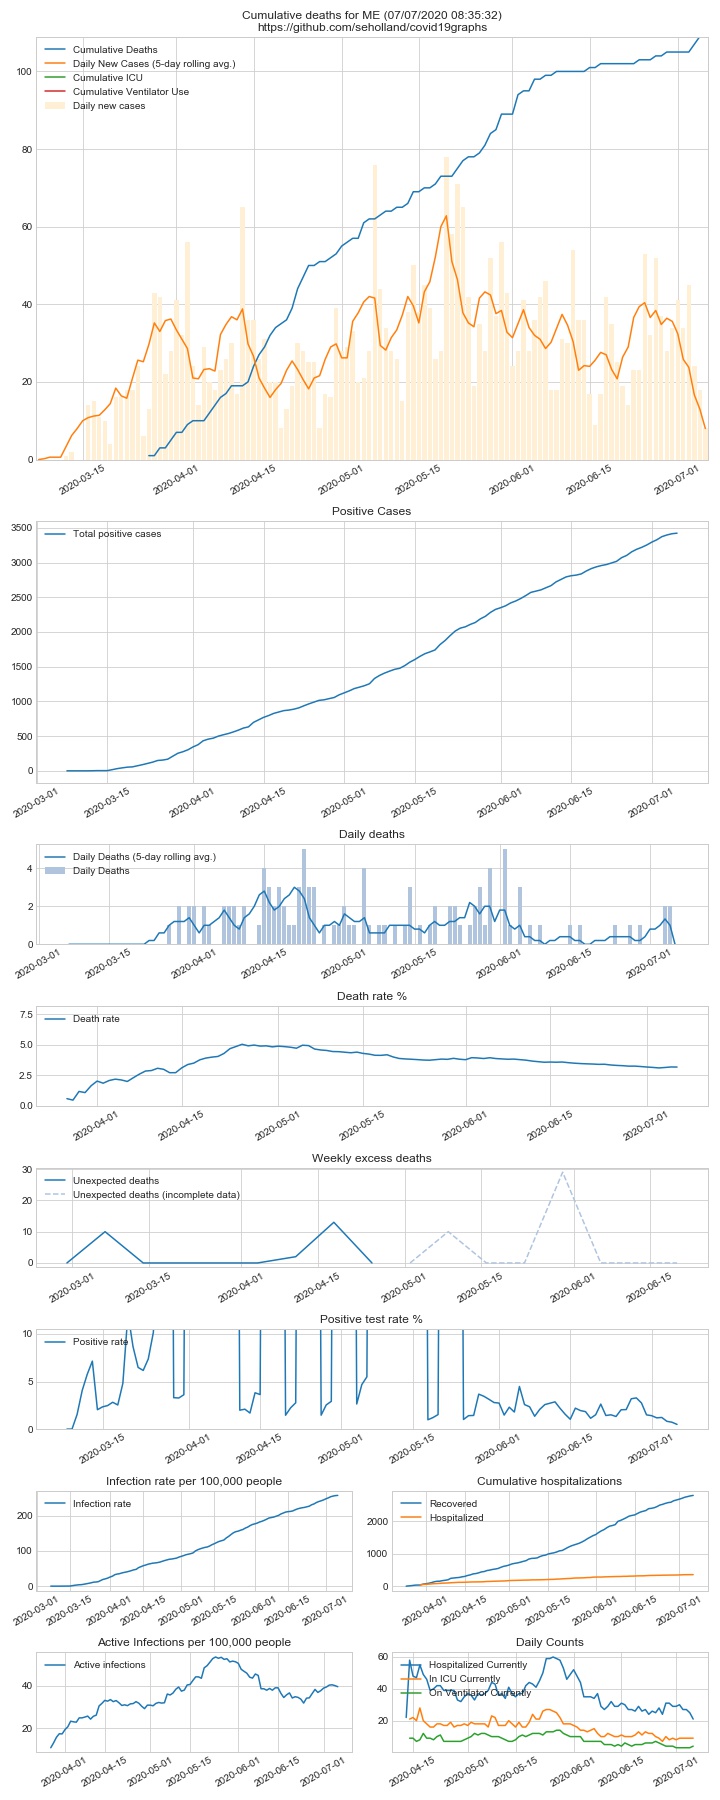 Cumulative deaths for ME (07/07/2020 08:35:32)
https://github.com/seholland/covid19graphs
Cumulative Deaths
Daily New Cases (5-day rolling avg.)
Cumulative ICU
Cumulative Ventilator Use
Daily new cases
100
80
60
40
20
0
2020-03-15 2020-04-01 2020-04-15 2020-05-01 2020-05-15 2020-06-01 2020-06-15 2020-07-01
Positive Cases
Total positive cases
3500
3000
2500
2000
1500
1000
500
0
2020-03-01 2020-03-15 2020-04-01 2020-04-15 2020-05-01 2020-05-15 2020-06-01 2020-06-15 2020-07-01
Daily deaths
Daily Deaths (5-day rolling avg.)
Daily Deaths
4
2
0
2020-03-01 2020-03-15 2020-04-01 2020-04-15 2020-05-01 2020-05-15 2020-06-01 2020-06-15 2020-07-01
Death rate %
Death rate
7.5
5.0
2.5
0.0
2020-04-01 2020-04-15 2020-05-01 2020-05-15 2020-06-01 2020-06-15 2020-07-01
Weekly excess deaths
Unexpected deaths
Unexpected deaths (incomplete data)
30
20
10
0
2020-03-01 2020-03-15 2020-04-01 2020-04-15 2020-05-01 2020-05-15 2020-06-01 2020-06-15
Positive test rate %
Positive rate
10
5
0
2020-03-15 2020-04-01 2020-04-15 2020-05-01 2020-05-15 2020-06-01 2020-06-15 2020-07-01
Infection rate per 100,000 people
Infection rate
200
100
0
2020-03-01 2020-03-15 2020-04-01 2020-04-15 2020-05-01 2020-05-15 2020-06-01 2020-06-15 2020-07-01
Cumulative hospitalizations
Recovered
Hospitalized
2000
1000
0
2020-04-01 2020-04-15 2020-05-01 2020-05-15 2020-06-01 2020-06-15 2020-07-01
Active Infections per 100,000 people
Active infections
40
20
2020-04-01 2020-04-15 2020-05-01 2020-05-15 2020-06-01 2020-06-15 2020-07-01
Daily Counts
Hospitalized Currently
In ICU Currently
On Ventilator Currently
60
40
20
2020-04-15 2020-05-01 2020-05-15 2020-06-01 2020-06-15 2020-07-01